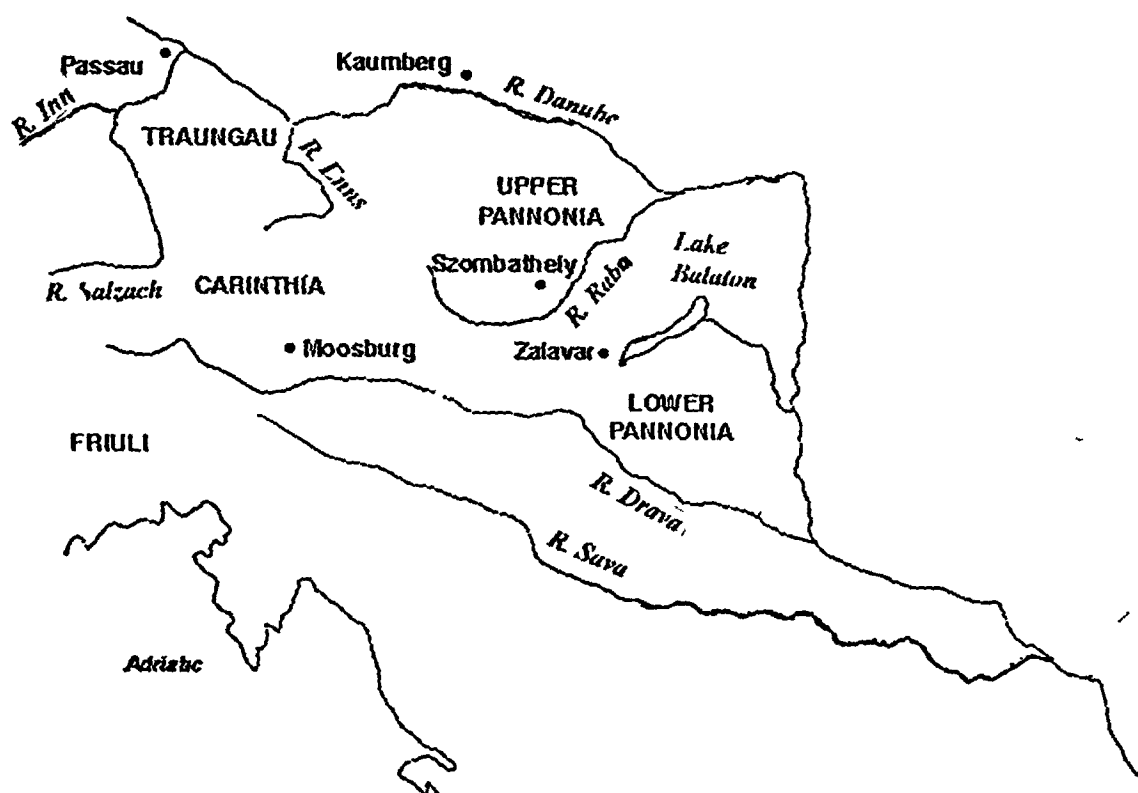 Passau
Kaumberg
R. Inn
R. Danube
TRAUNGAU
R. Enns
UPPER
PANNONIA
Lake
Balaton
Szombathely
R. Salzach
CARINTHIA
R. Raba
Moosburg
Zalavar
LOWER
PANNONIA
FRIULI
R. Drava
R. Sava
Adriatic